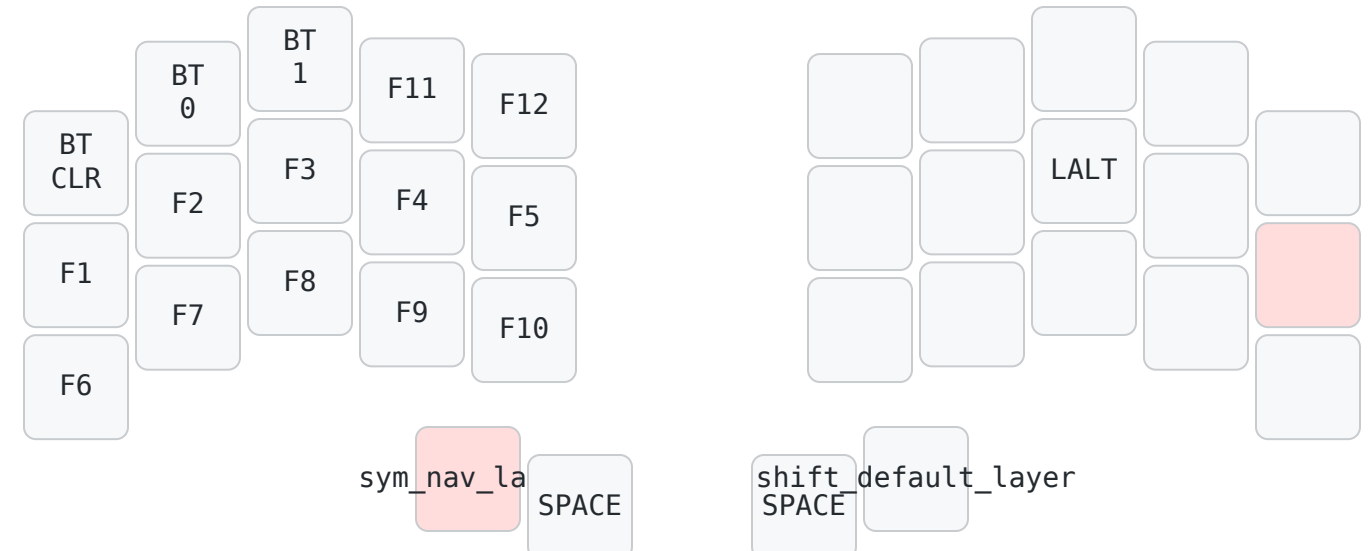 BT
0
BT
1
F11
F12
BT
CLR
F2
F3
F4
F5
LALT
F1
F7
F8
F9
F10
F6
sym_nav_la
SPACE
shift_default_layer
SPACE